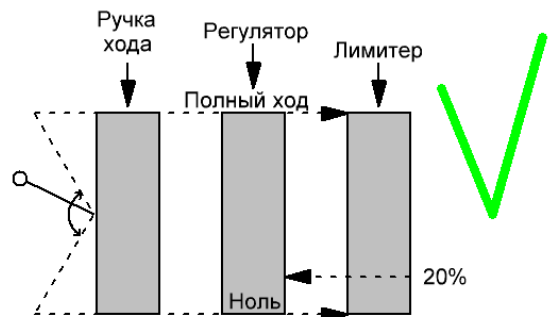 Ручка
хода
Регулятор
Лимитер
Полный ход
20%
Ноль